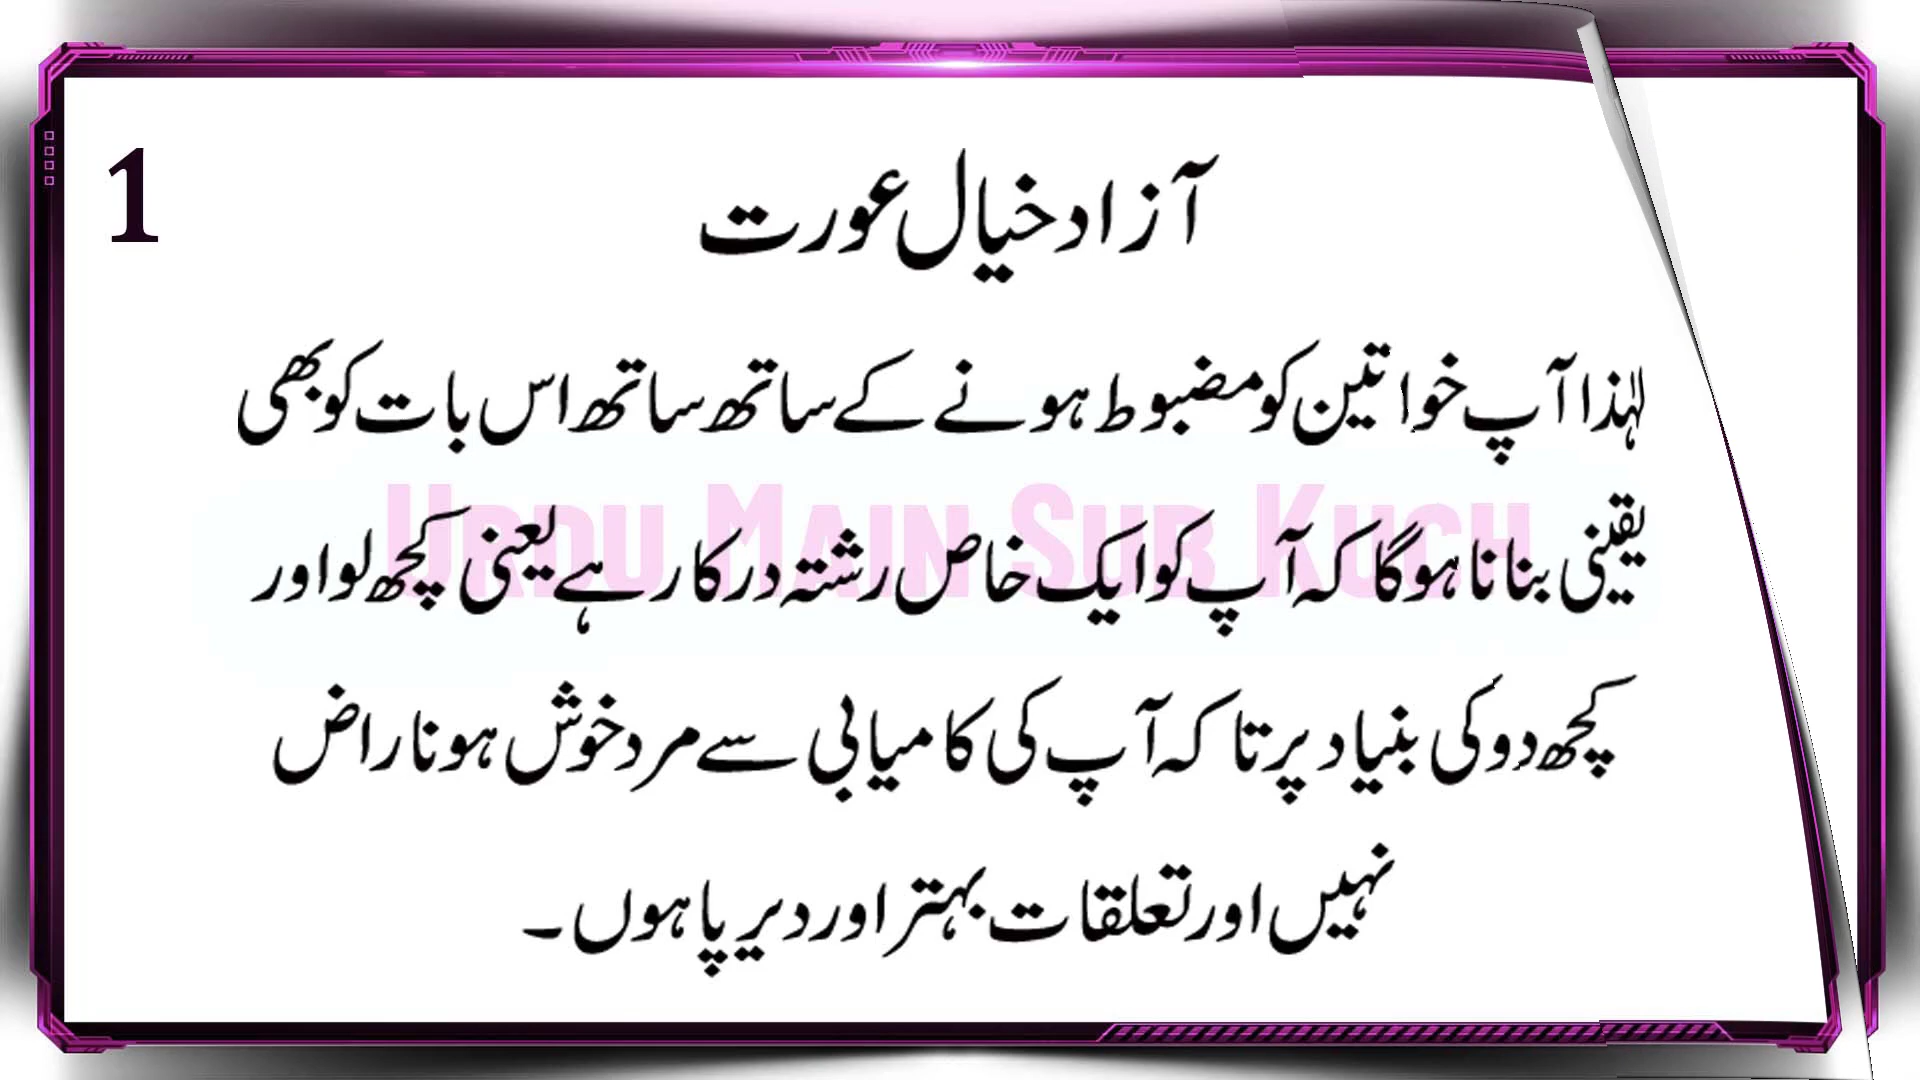 1
آزاد خیال عورت
لہٰذا آپ خواتین کو مضبوط ہونے کے ساتھ ساتھ اس بات کو بھی
URDU MAIN SUB KUCH
یقینی بنانا ہوگا کہ آپ کو ایک خاص رشتہ درکار ہے یعنی کچھ لو اور
کچھ دو کی بنیاد پر تاکہ آپ کی کامیابی سے مرد خوش ہو ناراض
نہیں اور تعلقات بہتر اور دیر پا ہوں۔